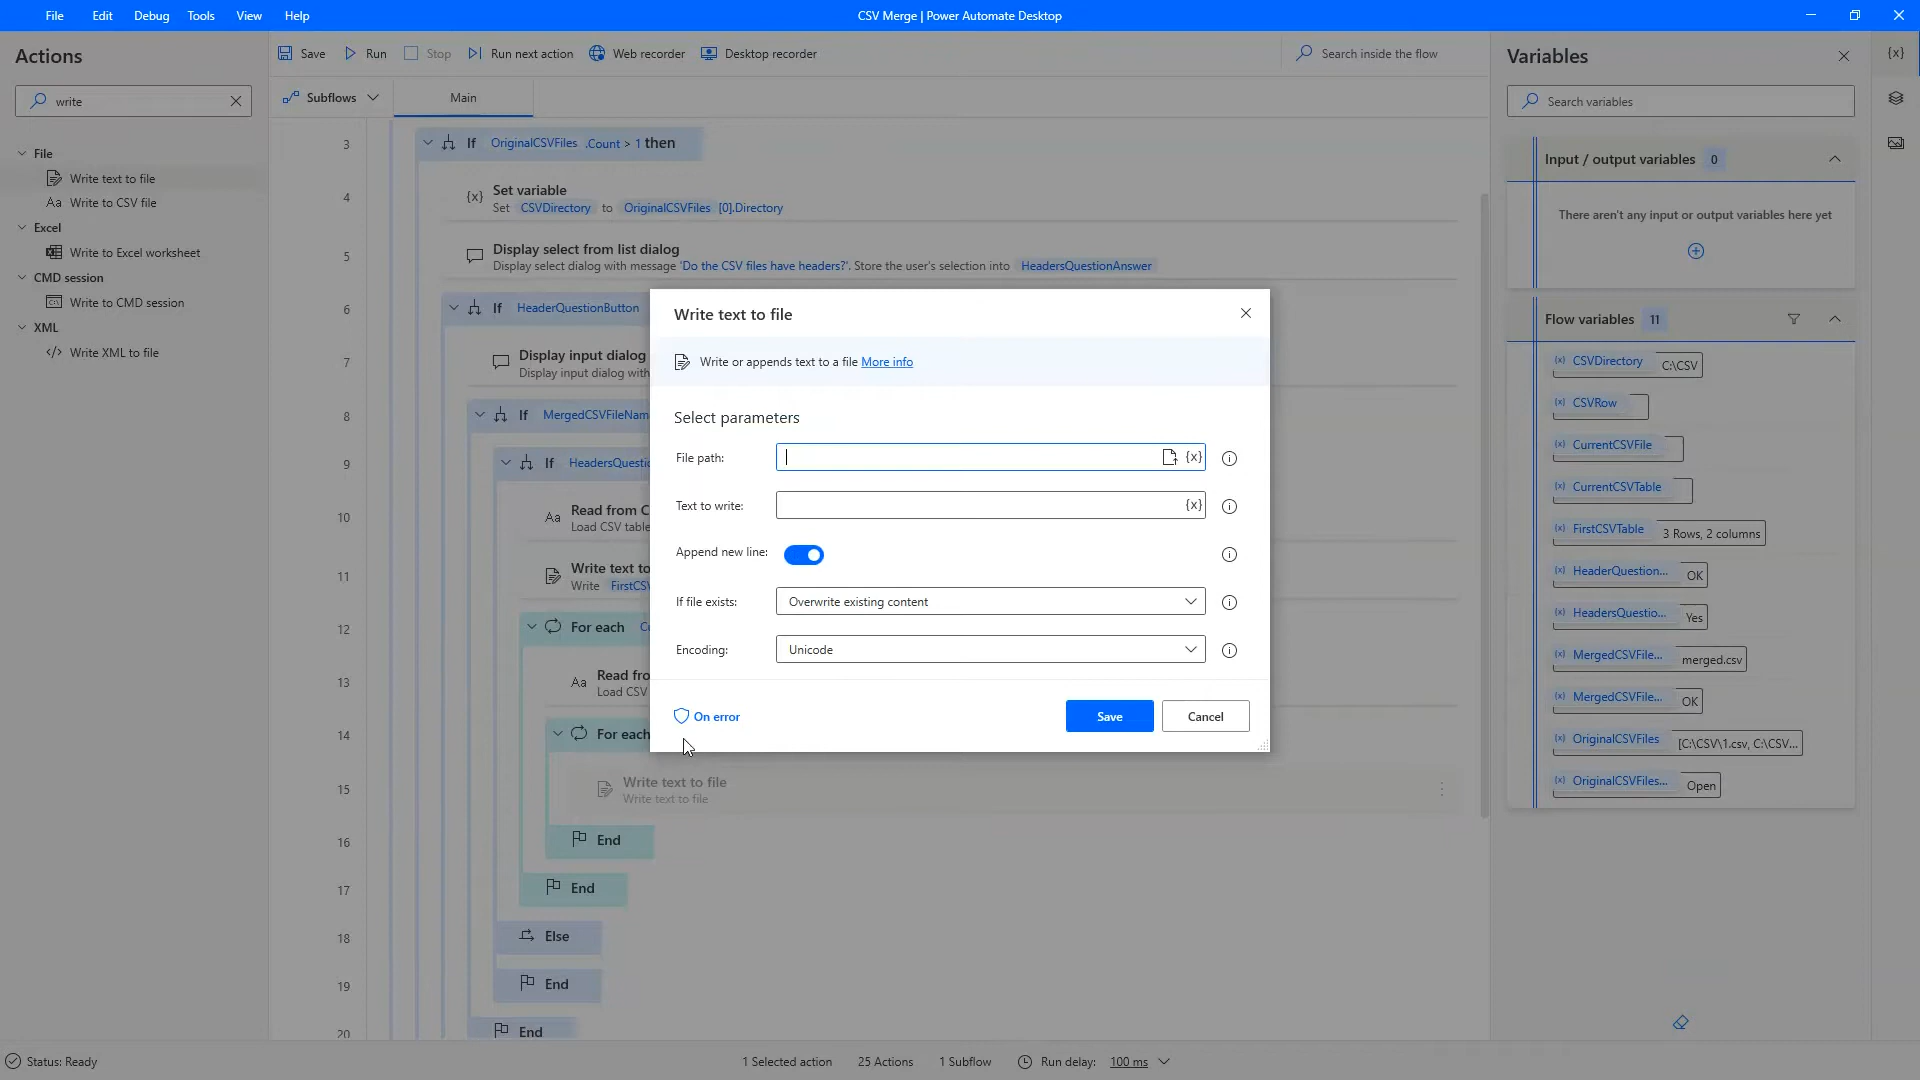 File Edit Debug Tools View Help
CSV Merge | Power Automate Desktop
Actions
write
File
Write text to file
Aa Write to CSV file
Excel
Write to Excel worksheet
CMD session
Write to CMD session
XML
Write XML to file
Save Run Stop Run next action Web recorder Desktop recorder
Search inside the flow
Subflows Main
3 If OriginalCSVFiles .Count > 1 then
4 {x} Set variable
Set CSVDirectory to OriginalCSVFiles [0].Directory
5 Display select from list dialog
Display select dialog with message 'Do the CSV files have headers?'. Store the user's selection into HeadersQuestionAnswer
6 If HeaderQuestionButton
7 Display input dialog
Display input dialog with
8 If MergedCSVFileNam
9 If HeadersQuestio
10 Aa Read from C
Load CSV table
11 Write text to
Write FirstCSV
12 For each
13 Aa Read fro
Load CSV
14 For each
15 Write text to file
Write text to file
16 End
17 End
18 Else
19 End
20 End
Write text to file
Write or appends text to a file More info
Select parameters
File path: {x}
Text to write: {x}
Append new line:
If file exists: Overwrite existing content
Encoding: Unicode
On error
Save Cancel
Variables
{x}
Search variables
Input / output variables 0
There aren't any input or output variables here yet
Flow variables 11
{x} CSVDirectory C:\CSV
{x} CSVRow
{x} CurrentCSVFile
{x} CurrentCSVTable
{x} FirstCSVTable 3 Rows, 2 columns
{x} HeaderQuestion... OK
{x} HeadersQuestio... Yes
{x} MergedCSVFile... merged.csv
{x} MergedCSVFile... OK
{x} OriginalCSVFiles [C:\CSV\1.csv, C:\CSV...
{x} OriginalCSVFiles... Open
Status: Ready
1 Selected action 25 Actions 1 Subflow Run delay: 100 ms